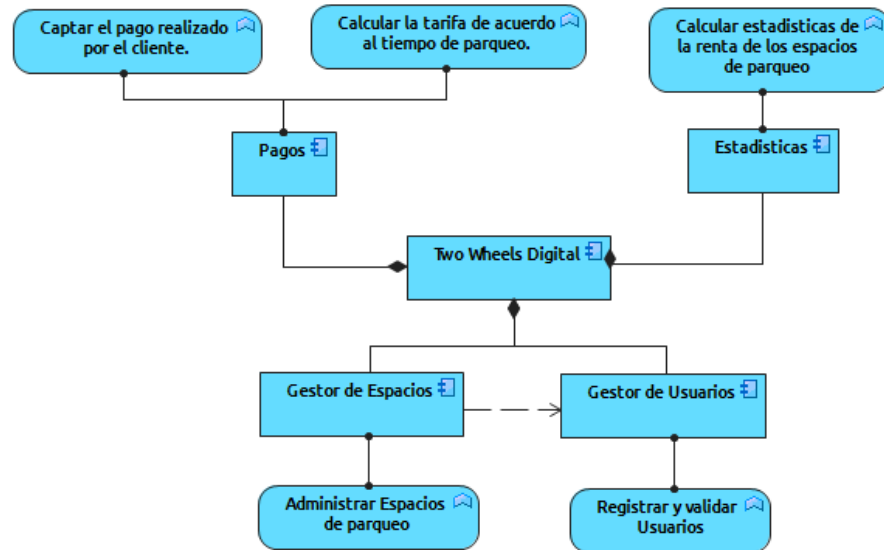 Captar el pago realizado
por el cliente.
Calcular la tarifa de acuerdo
al tiempo de parqueo.
Calcular estadisticas de
la renta de los espacios
de parqueo
Pagos
Estadisticas
Two Wheels Digital
Gestor de Espacios
Gestor de Usuarios
Administrar Espacios
de parqueo
Registrar y validar
Usuarios